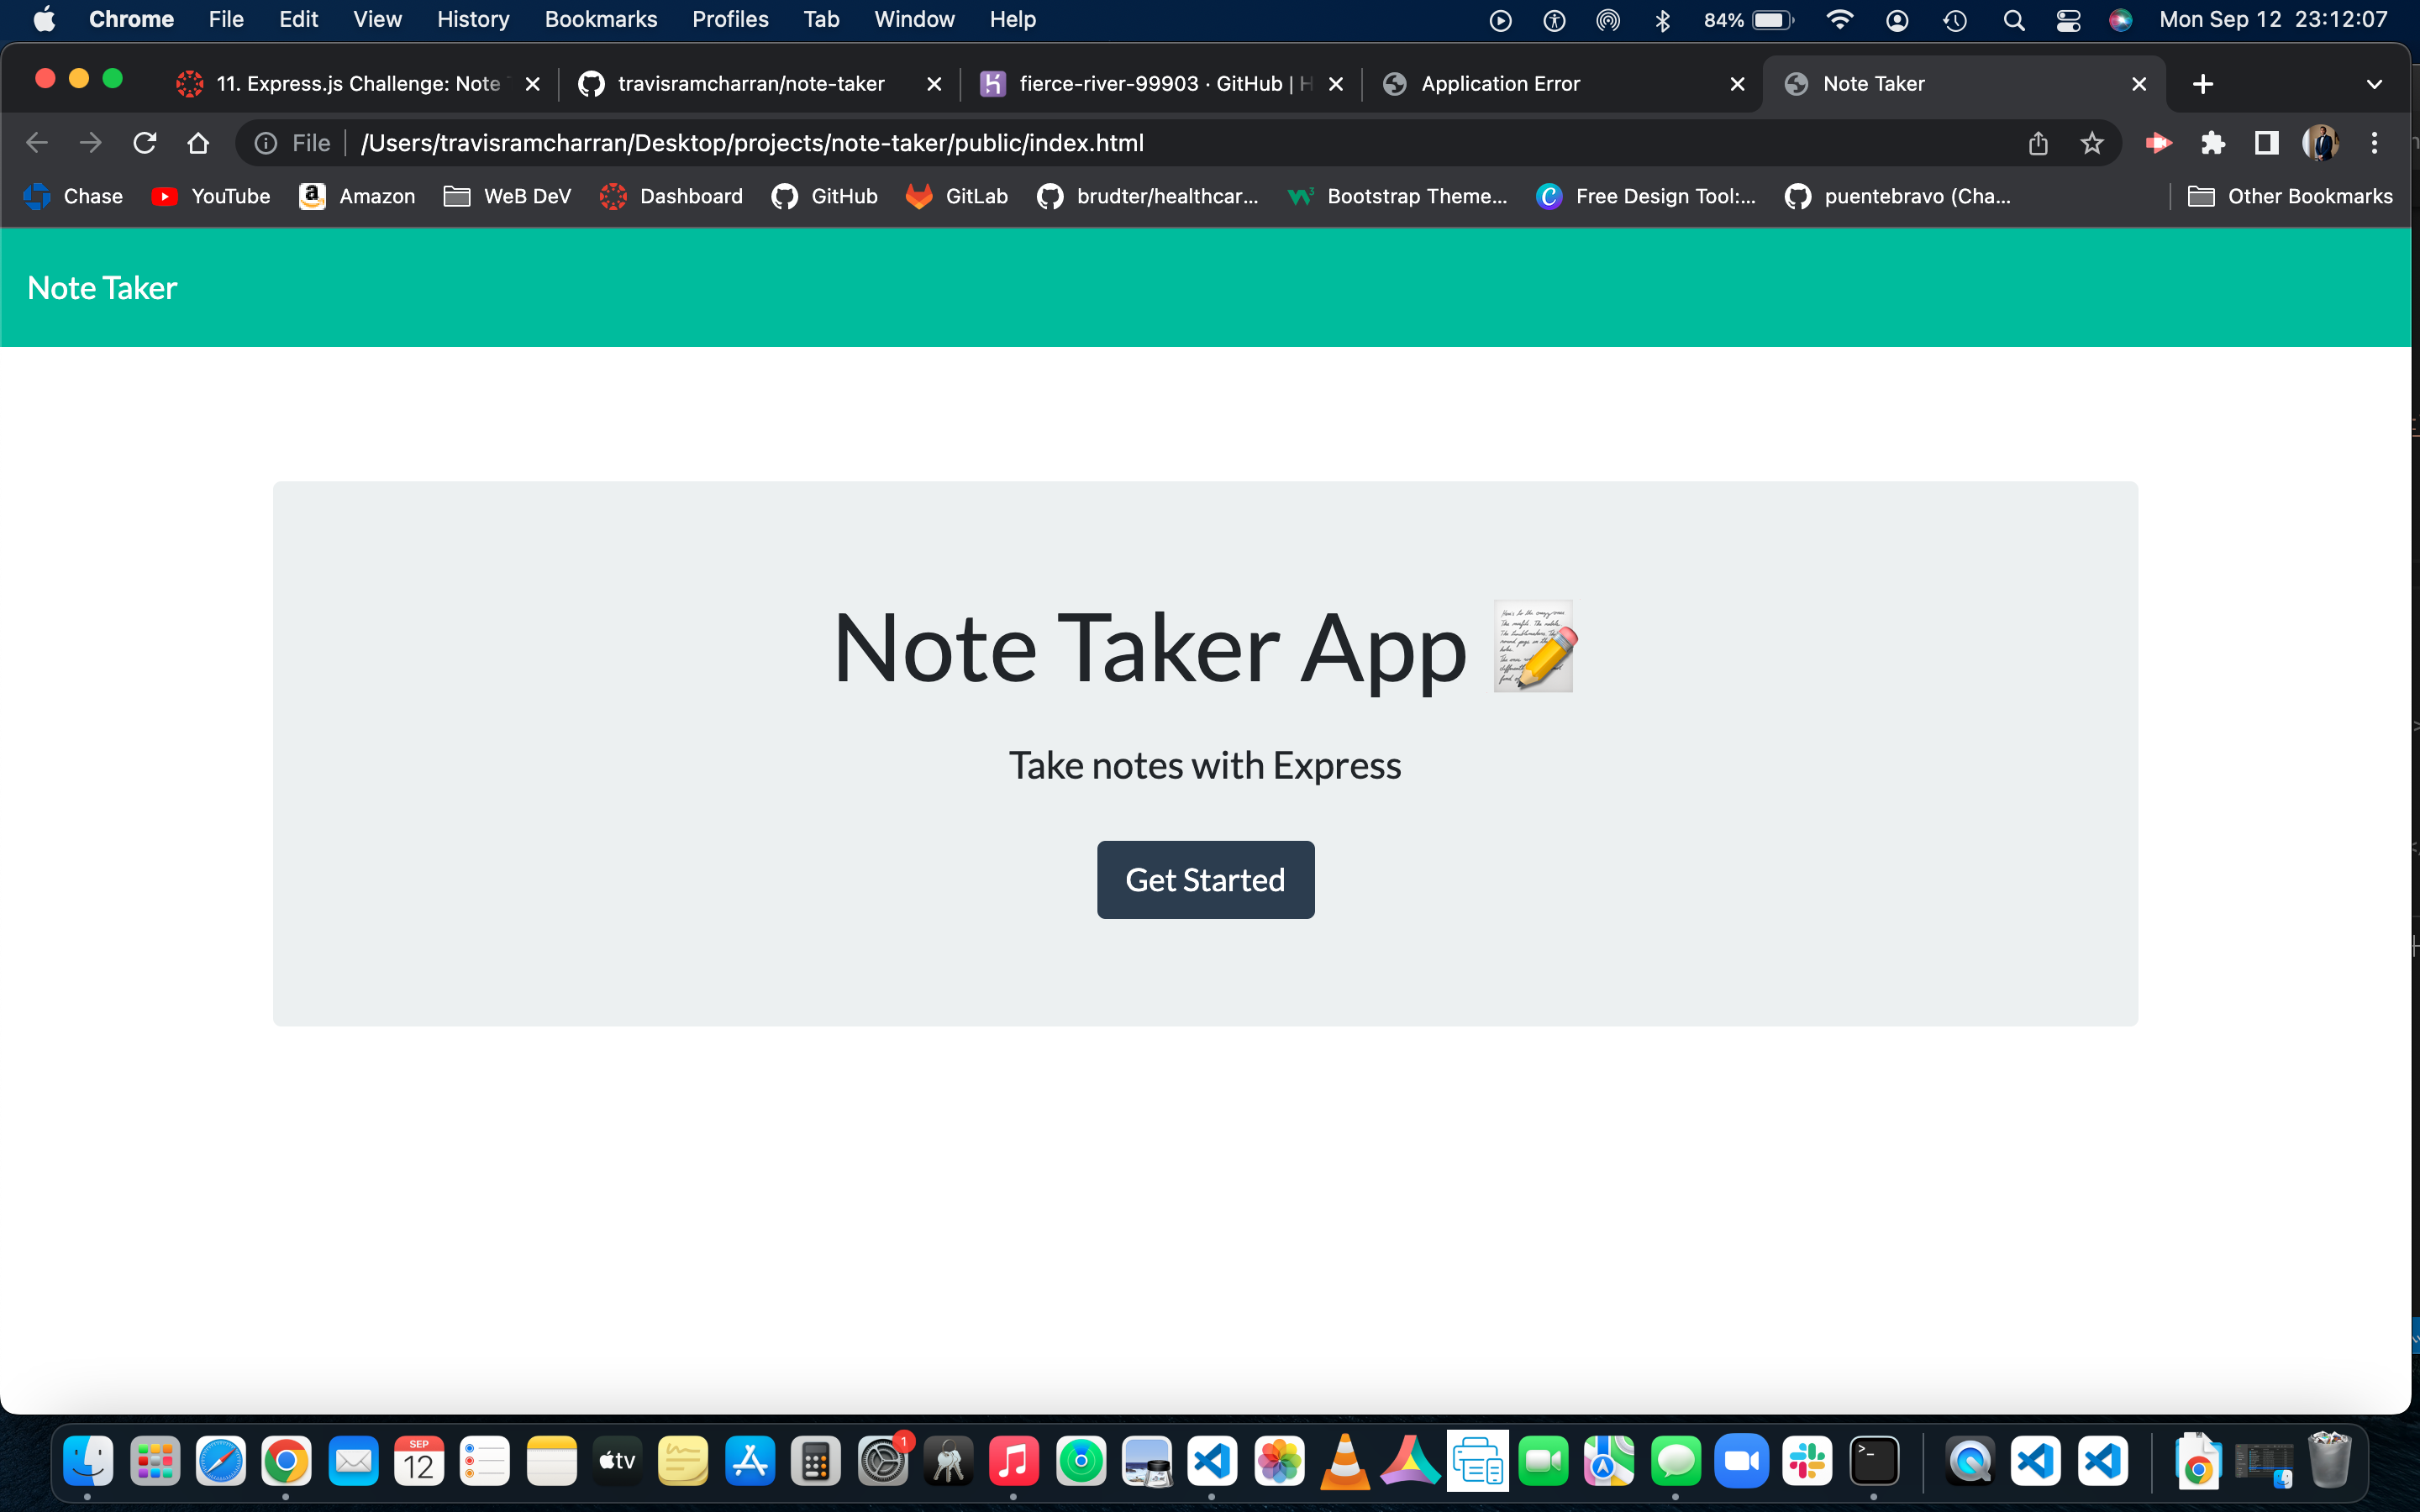 Chrome File Edit View History Bookmarks Profiles Tab Window Help 84% Mon Sep 12 23:12:07
11. Express.js Challenge: Note travisramcharran/note-taker fierce-river-99903 · GitHub | H Application Error Note Taker
File /Users/travisramcharran/Desktop/projects/note-taker/public/index.html
Chase YouTube Amazon WeB DeV Dashboard GitHub GitLab brudter/healthcar... Bootstrap Theme... Free Design Tool:... puentebravo (Cha... Other Bookmarks
Note Taker
Note Taker App
Take notes with Express
Get Started
SEP
12
tv
1